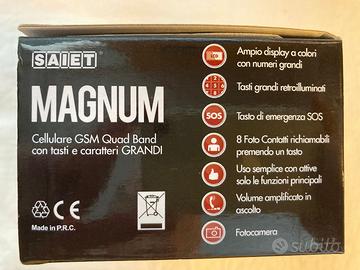 SAIET
MAGNUM
Cellulare GSM Quad Band
con tasti e caratteri GRANDI
CE
Made in P.R.C.
LCD
Ampio display a colori
con numeri grandi
Tasti grandi retroilluminati
SOS
Tasto di emergenza SOS
8 Foto Contatti richiamabili
premendo un tasto
Uso semplice con attive
solo le funzioni principali
Volume amplificato in
ascolto
Fotocamera
subito